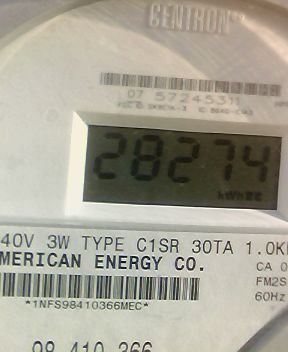 CENTRON
07 57245311
28274
kWh
40V 3W TYPE C1SR 30TA 1.0K
MERICAN ENERGY CO.
CA 0
FM2S
60Hz
*1NFS98410366MEC*
98 410 366